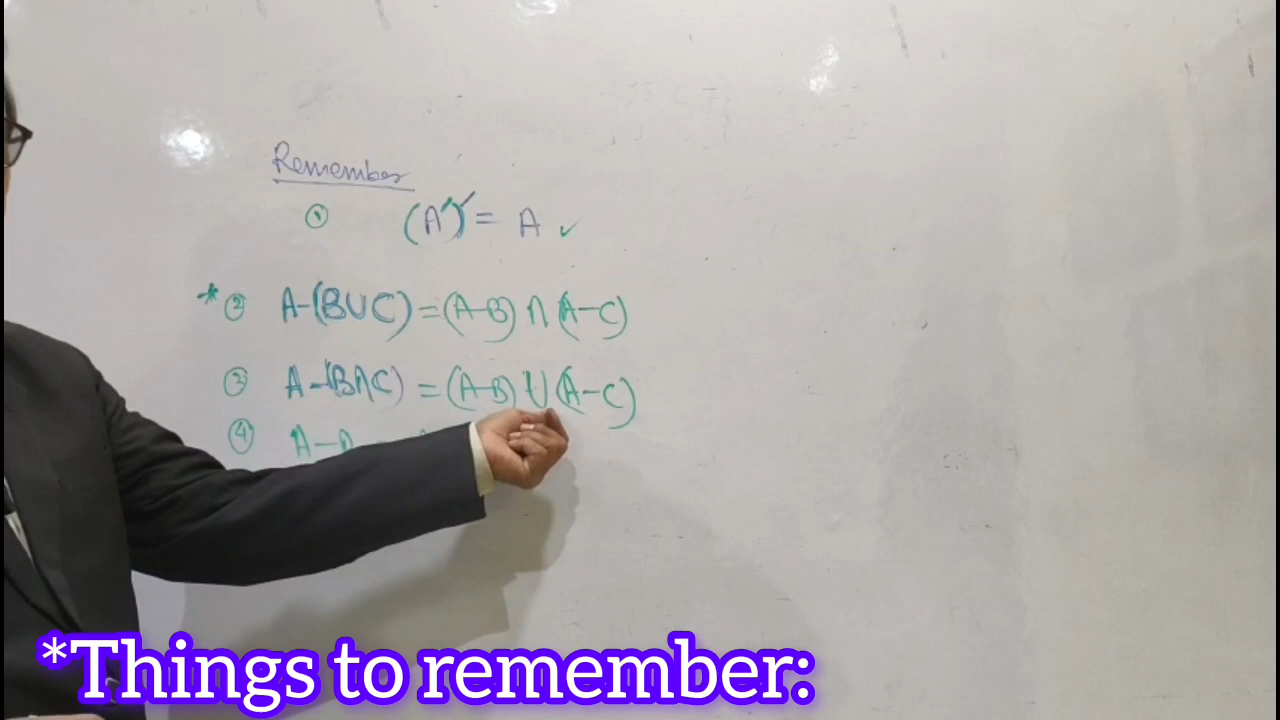 Remember
① (A')' = A ✓
* ② A-(B∪C) = (A-B) ∩ (A-C)
③ A-(B∩C) = (A-B) ∪ (A-C)
④ A-A =
*Things to remember: